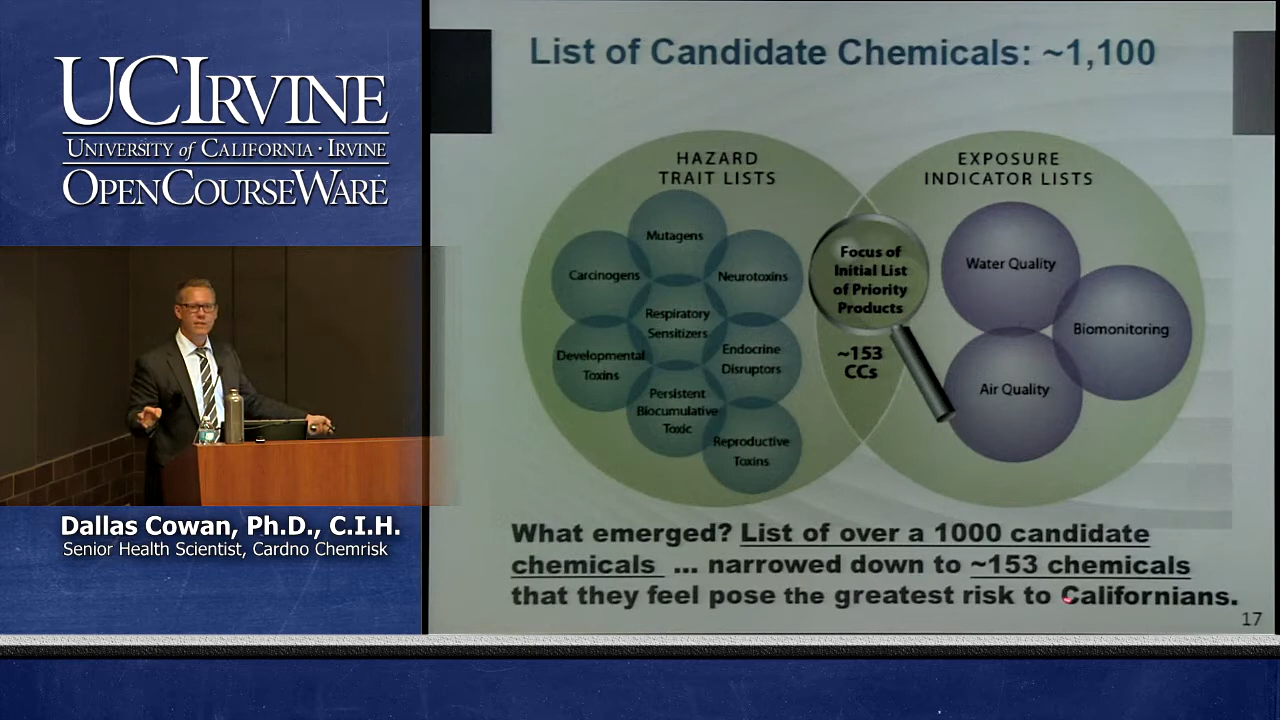 UCIRVINE
UNIVERSITY of CALIFORNIA · IRVINE
OPENCOURSEWARE
Dallas Cowan, Ph.D., C.I.H.
Senior Health Scientist, Cardno Chemrisk
List of Candidate Chemicals: ~1,100
HAZARD
TRAIT LISTS
Mutagens
Carcinogens
Neurotoxins
Respiratory
Sensitizers
Developmental
Toxins
Endocrine
Disruptors
Persistent
Biocumulative
Toxic
Reproductive
Toxins
Focus of
Initial List
of Priority
Products
~153
CCs
EXPOSURE
INDICATOR LISTS
Water Quality
Biomonitoring
Air Quality
What emerged? List of over a 1000 candidate
chemicals ... narrowed down to ~153 chemicals
that they feel pose the greatest risk to Californians.
17